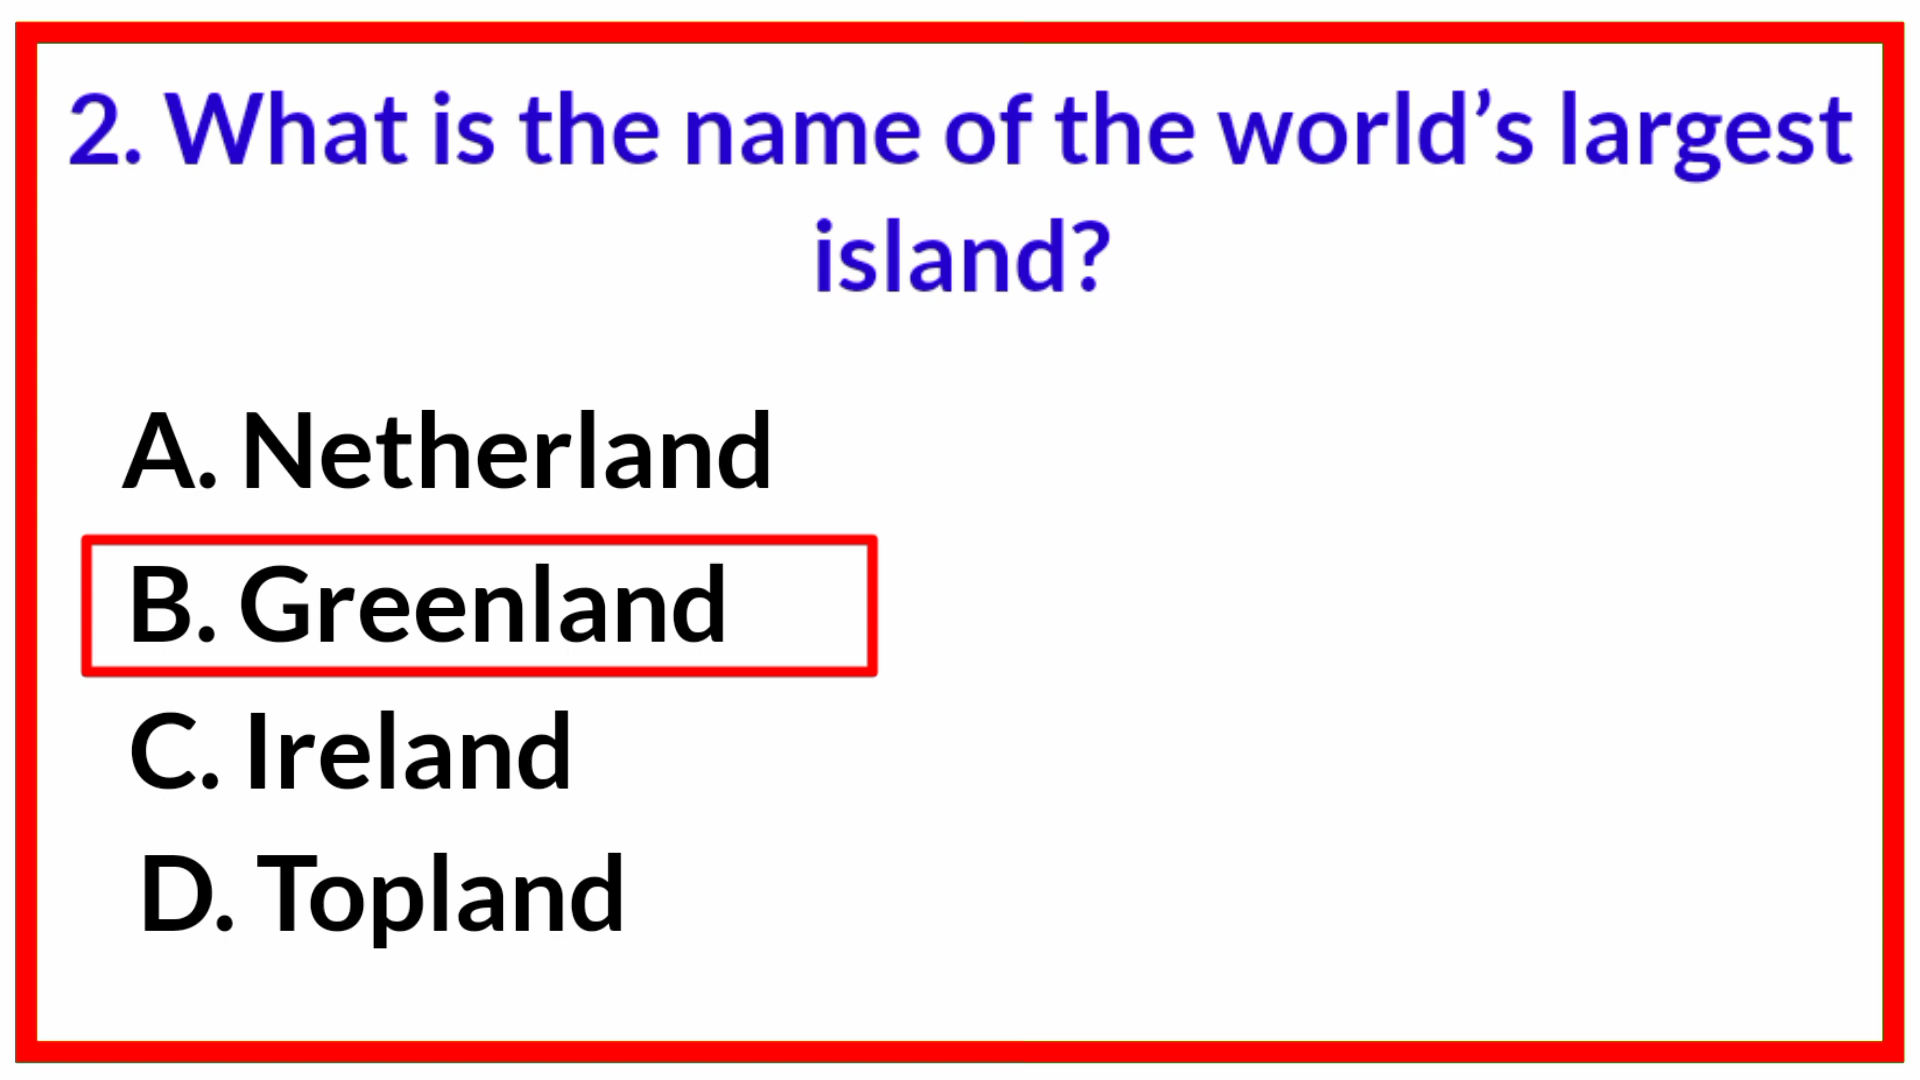 2. What is the name of the world’s largest
island?
A. Netherland
B. Greenland
C. Ireland
D. Topland